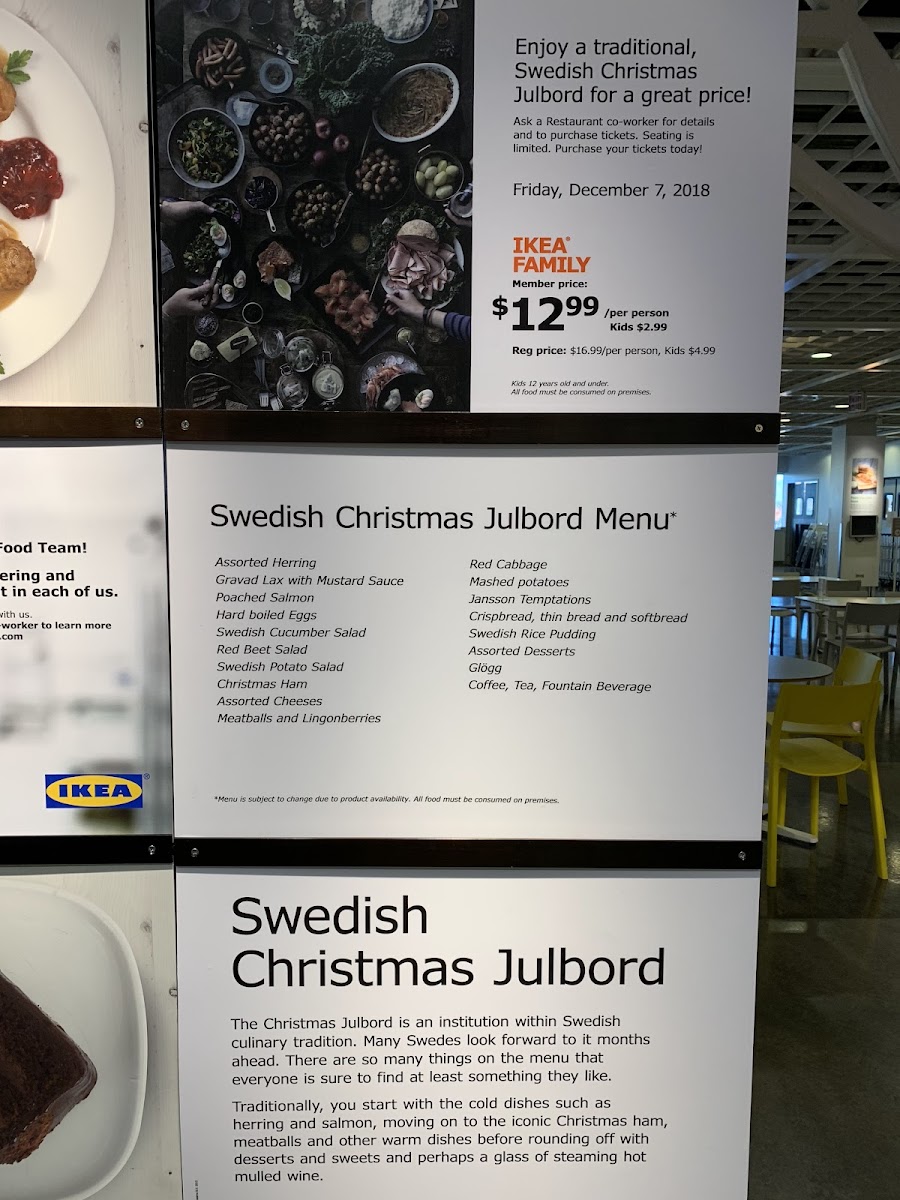 Enjoy a traditional,
Swedish Christmas
Julbord for a great price!
Ask a Restaurant co-worker for details
and to purchase tickets. Seating is
limited. Purchase your tickets today!
Friday, December 7, 2018
IKEA®
FAMILY
Member price:
$12.99 /per person
Kids $2.99
Reg price: $16.99/per person, Kids $4.99
Kids 12 years old and under.
All food must be consumed on premises.
Food Team!
ering and
t in each of us.
with us.
-worker to learn more
.com
IKEA®
Swedish Christmas Julbord Menu*
Assorted Herring
Gravad Lax with Mustard Sauce
Poached Salmon
Hard boiled Eggs
Swedish Cucumber Salad
Red Beet Salad
Swedish Potato Salad
Christmas Ham
Assorted Cheeses
Meatballs and Lingonberries
Red Cabbage
Mashed potatoes
Jansson Temptations
Crispbread, thin bread and softbread
Swedish Rice Pudding
Assorted Desserts
Glögg
Coffee, Tea, Fountain Beverage
*Menu is subject to change due to product availability. All food must be consumed on premises.
Swedish
Christmas Julbord
The Christmas Julbord is an institution within Swedish
culinary tradition. Many Swedes look forward to it months
ahead. There are so many things on the menu that
everyone is sure to find at least something they like.
Traditionally, you start with the cold dishes such as
herring and salmon, moving on to the iconic Christmas ham,
meatballs and other warm dishes before rounding off with
desserts and sweets and perhaps a glass of steaming hot
mulled wine.